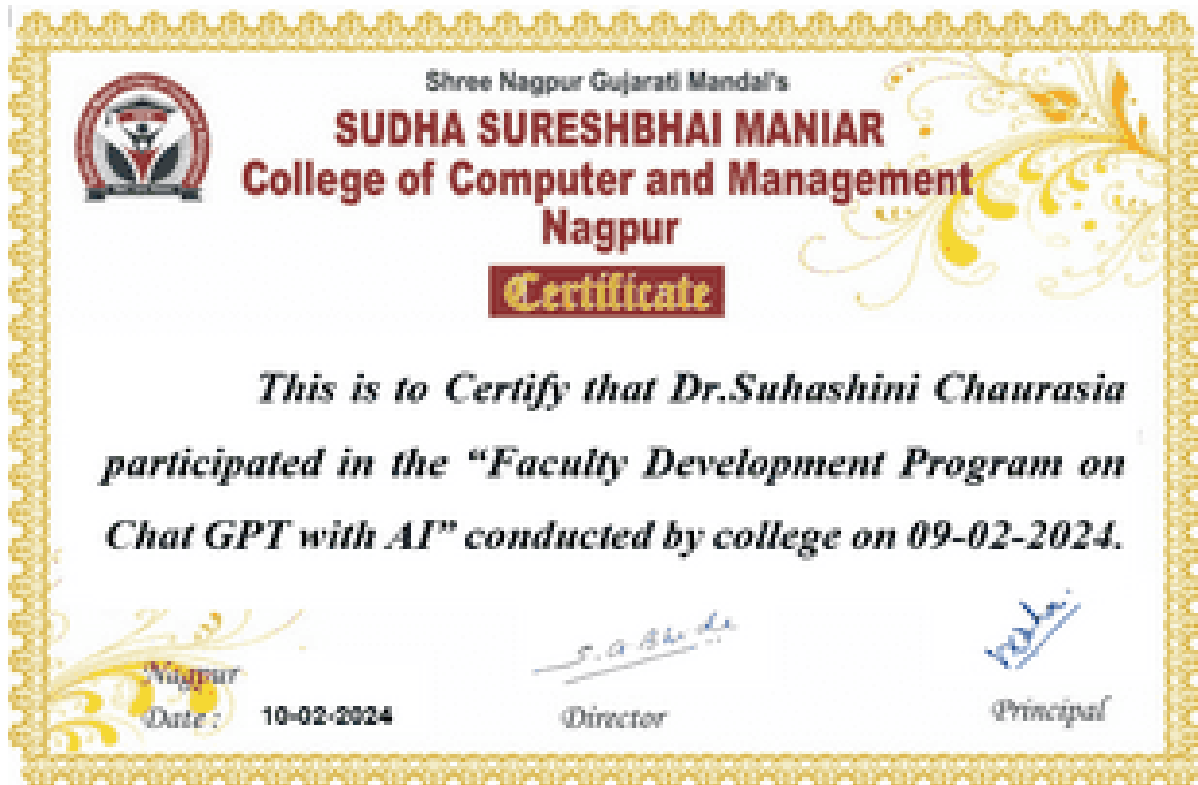 Shree Nagpur Gujarati Mandal's
SUDHA SURESHBHAI MANIAR
College of Computer and Management
Nagpur
Certificate
This is to Certify that Dr.Suhashini Chaurasia
participated in the “Faculty Development Program on
Chat GPT with AI” conducted by college on 09-02-2024.
Nagpur
Date : 10-02-2024
Director
Principal